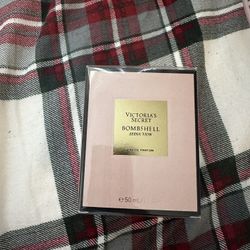 VICTORIA'S
SECRET
BOMBSHELL
SEDUCTION
EAU DE PARFUM
℮ 50 mL